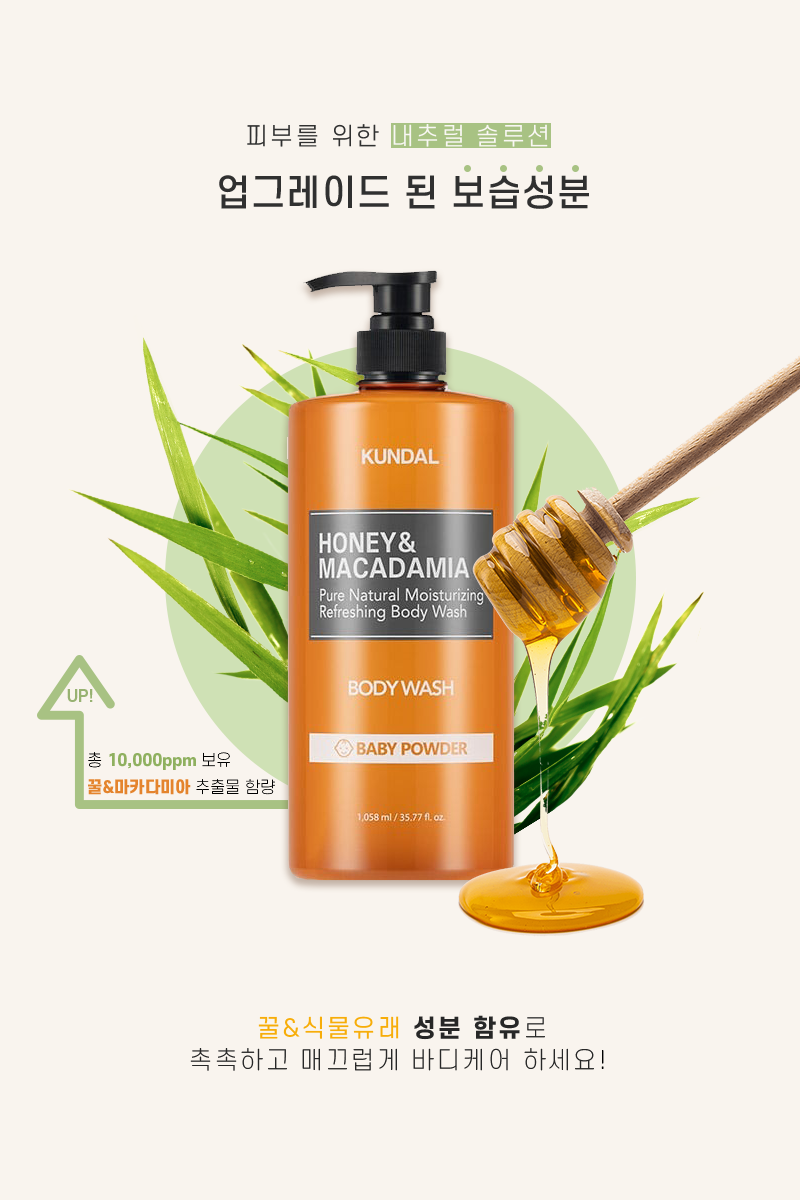 피부를 위한 내추럴 솔루션
업그레이드 된 보습성분
KUNDAL
HONEY&
MACADAMIA
Pure Natural Moisturizing
Refreshing Body Wash
BODY WASH
BABY POWDER
1,058 ml / 35.77 fl. oz.
UP!
총 10,000ppm 보유
꿀&마카다미아 추출물 함량
꿀&식물유래 성분 함유로
촉촉하고 매끄럽게 바디케어 하세요!